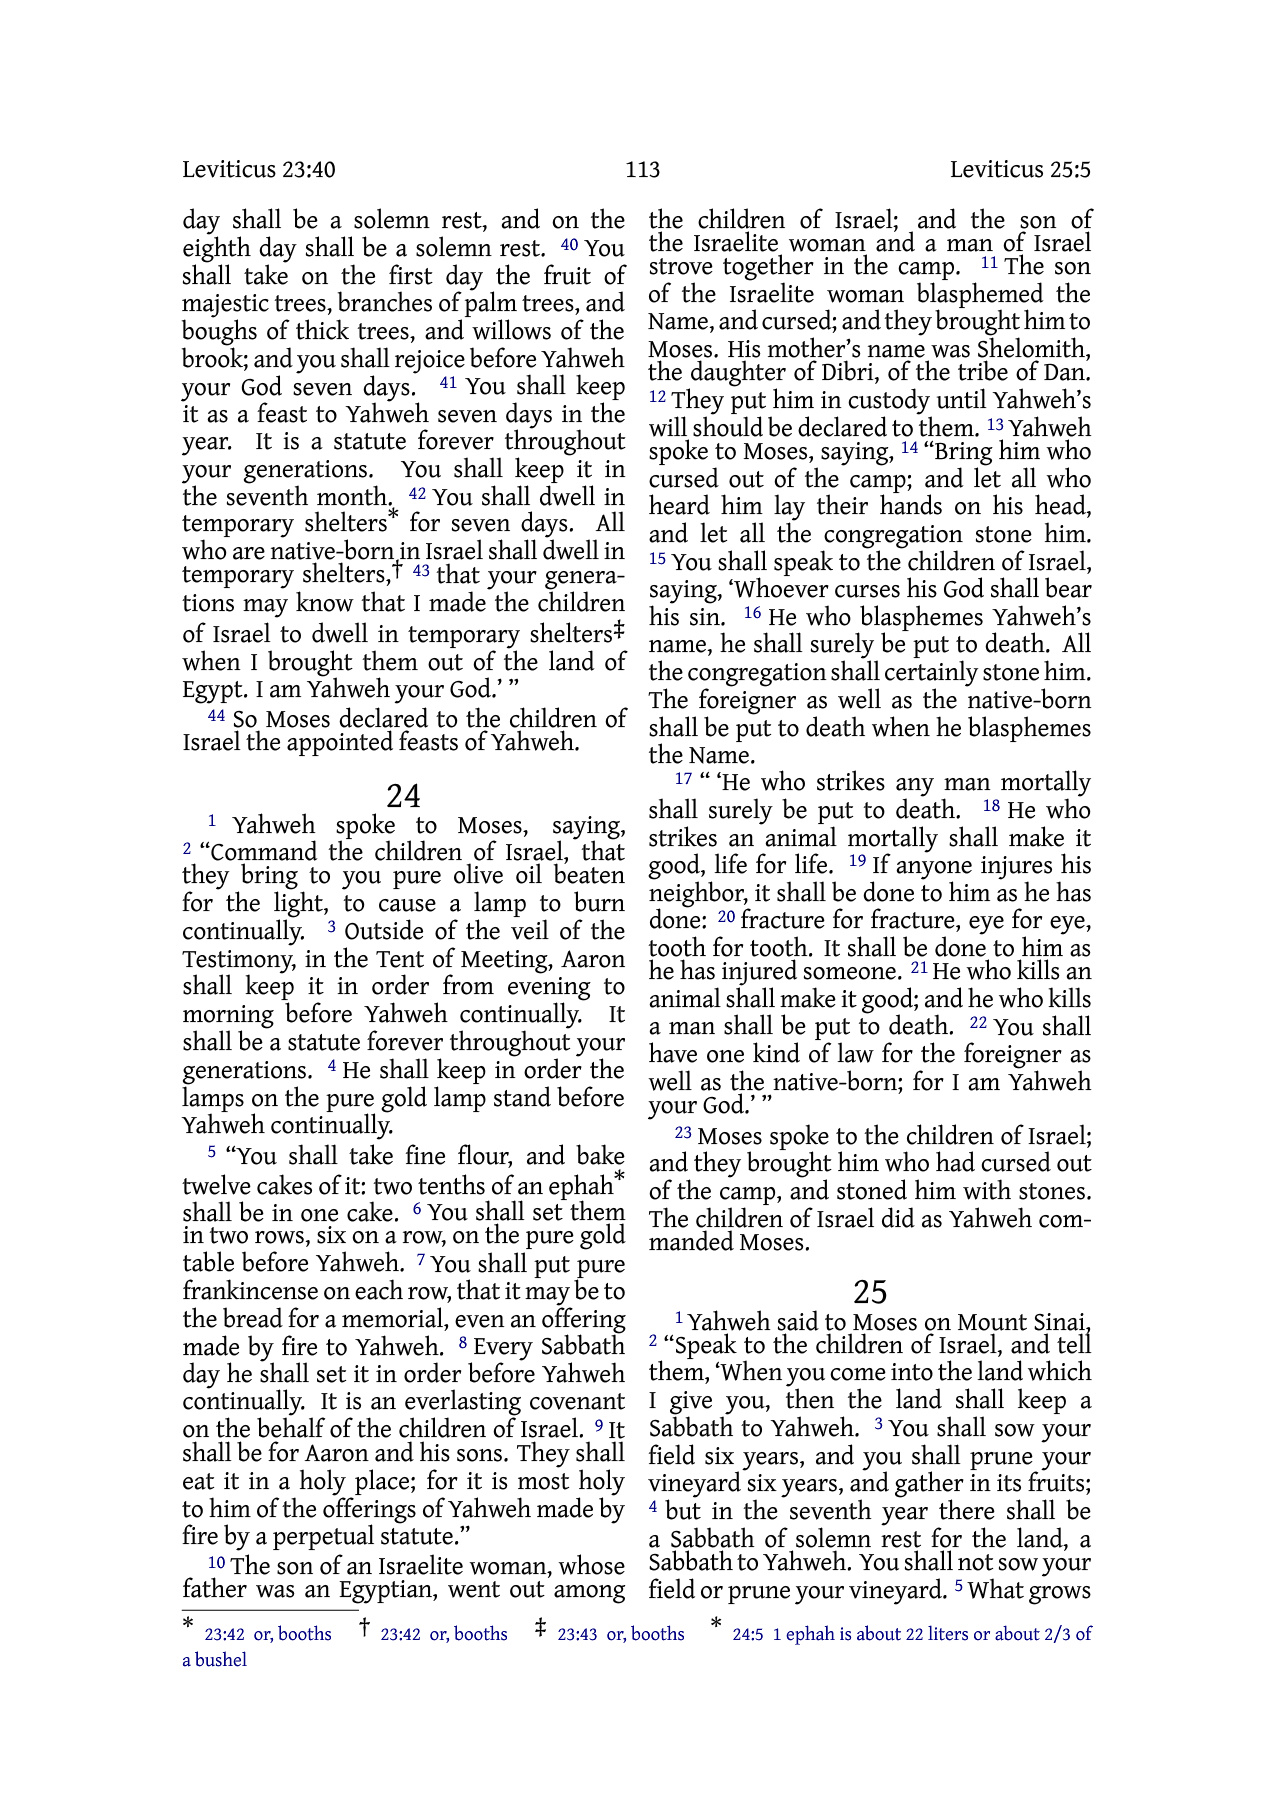 Leviticus 23:40 113 Leviticus 25:5
day shall be a solemn rest, and on the
eighth day shall be a solemn rest. 40 You
shall take on the first day the fruit of
majestic trees, branches of palm trees, and
boughs of thick trees, and willows of the
brook; and you shall rejoice before Yahweh
your God seven days. 41 You shall keep
it as a feast to Yahweh seven days in the
year. It is a statute forever throughout
your generations. You shall keep it in
the seventh month. 42 You shall dwell in
temporary shelters* for seven days. All
who are native-born in Israel shall dwell in
temporary shelters,† 43 that your genera-
tions may know that I made the children
of Israel to dwell in temporary shelters‡
when I brought them out of the land of
Egypt. I am Yahweh your God.’ ”
44 So Moses declared to the children of
Israel the appointed feasts of Yahweh.
24
1 Yahweh spoke to Moses, saying,
2 “Command the children of Israel, that
they bring to you pure olive oil beaten
for the light, to cause a lamp to burn
continually. 3 Outside of the veil of the
Testimony, in the Tent of Meeting, Aaron
shall keep it in order from evening to
morning before Yahweh continually. It
shall be a statute forever throughout your
generations. 4 He shall keep in order the
lamps on the pure gold lamp stand before
Yahweh continually.
5 “You shall take fine flour, and bake
twelve cakes of it: two tenths of an ephah*
shall be in one cake. 6 You shall set them
in two rows, six on a row, on the pure gold
table before Yahweh. 7 You shall put pure
frankincense on each row, that it may be to
the bread for a memorial, even an offering
made by fire to Yahweh. 8 Every Sabbath
day he shall set it in order before Yahweh
continually. It is an everlasting covenant
on the behalf of the children of Israel. 9 It
shall be for Aaron and his sons. They shall
eat it in a holy place; for it is most holy
to him of the offerings of Yahweh made by
fire by a perpetual statute.”
10 The son of an Israelite woman, whose
father was an Egyptian, went out among
the children of Israel; and the son of
the Israelite woman and a man of Israel
strove together in the camp. 11 The son
of the Israelite woman blasphemed the
Name, and cursed; and they brought him to
Moses. His mother’s name was Shelomith,
the daughter of Dibri, of the tribe of Dan.
12 They put him in custody until Yahweh’s
will should be declared to them. 13 Yahweh
spoke to Moses, saying, 14 “Bring him who
cursed out of the camp; and let all who
heard him lay their hands on his head,
and let all the congregation stone him.
15 You shall speak to the children of Israel,
saying, ‘Whoever curses his God shall bear
his sin. 16 He who blasphemes Yahweh’s
name, he shall surely be put to death. All
the congregation shall certainly stone him.
The foreigner as well as the native-born
shall be put to death when he blasphemes
the Name.
17 “ ‘He who strikes any man mortally
shall surely be put to death. 18 He who
strikes an animal mortally shall make it
good, life for life. 19 If anyone injures his
neighbor, it shall be done to him as he has
done: 20 fracture for fracture, eye for eye,
tooth for tooth. It shall be done to him as
he has injured someone. 21 He who kills an
animal shall make it good; and he who kills
a man shall be put to death. 22 You shall
have one kind of law for the foreigner as
well as the native-born; for I am Yahweh
your God.’ ”
23 Moses spoke to the children of Israel;
and they brought him who had cursed out
of the camp, and stoned him with stones.
The children of Israel did as Yahweh com-
manded Moses.
25
1 Yahweh said to Moses on Mount Sinai,
2 “Speak to the children of Israel, and tell
them, ‘When you come into the land which
I give you, then the land shall keep a
Sabbath to Yahweh. 3 You shall sow your
field six years, and you shall prune your
vineyard six years, and gather in its fruits;
4 but in the seventh year there shall be
a Sabbath of solemn rest for the land, a
Sabbath to Yahweh. You shall not sow your
field or prune your vineyard. 5 What grows
* 23:42 or, booths † 23:42 or, booths ‡ 23:43 or, booths * 24:5 1 ephah is about 22 liters or about 2/3 of
a bushel